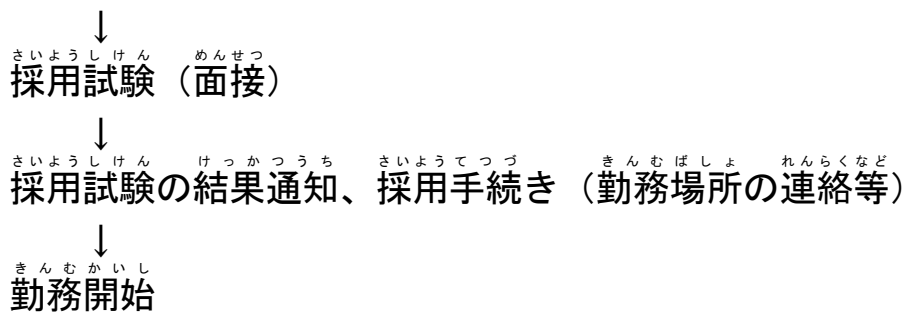 ↓
さいようしけん めんせつ
採用試験（面接）
↓
さいようしけん けっかつうち さいようてつづ きんむばしょ れんらくなど
採用試験の結果通知、採用手続き（勤務場所の連絡等）
↓
きんむかいし
勤務開始